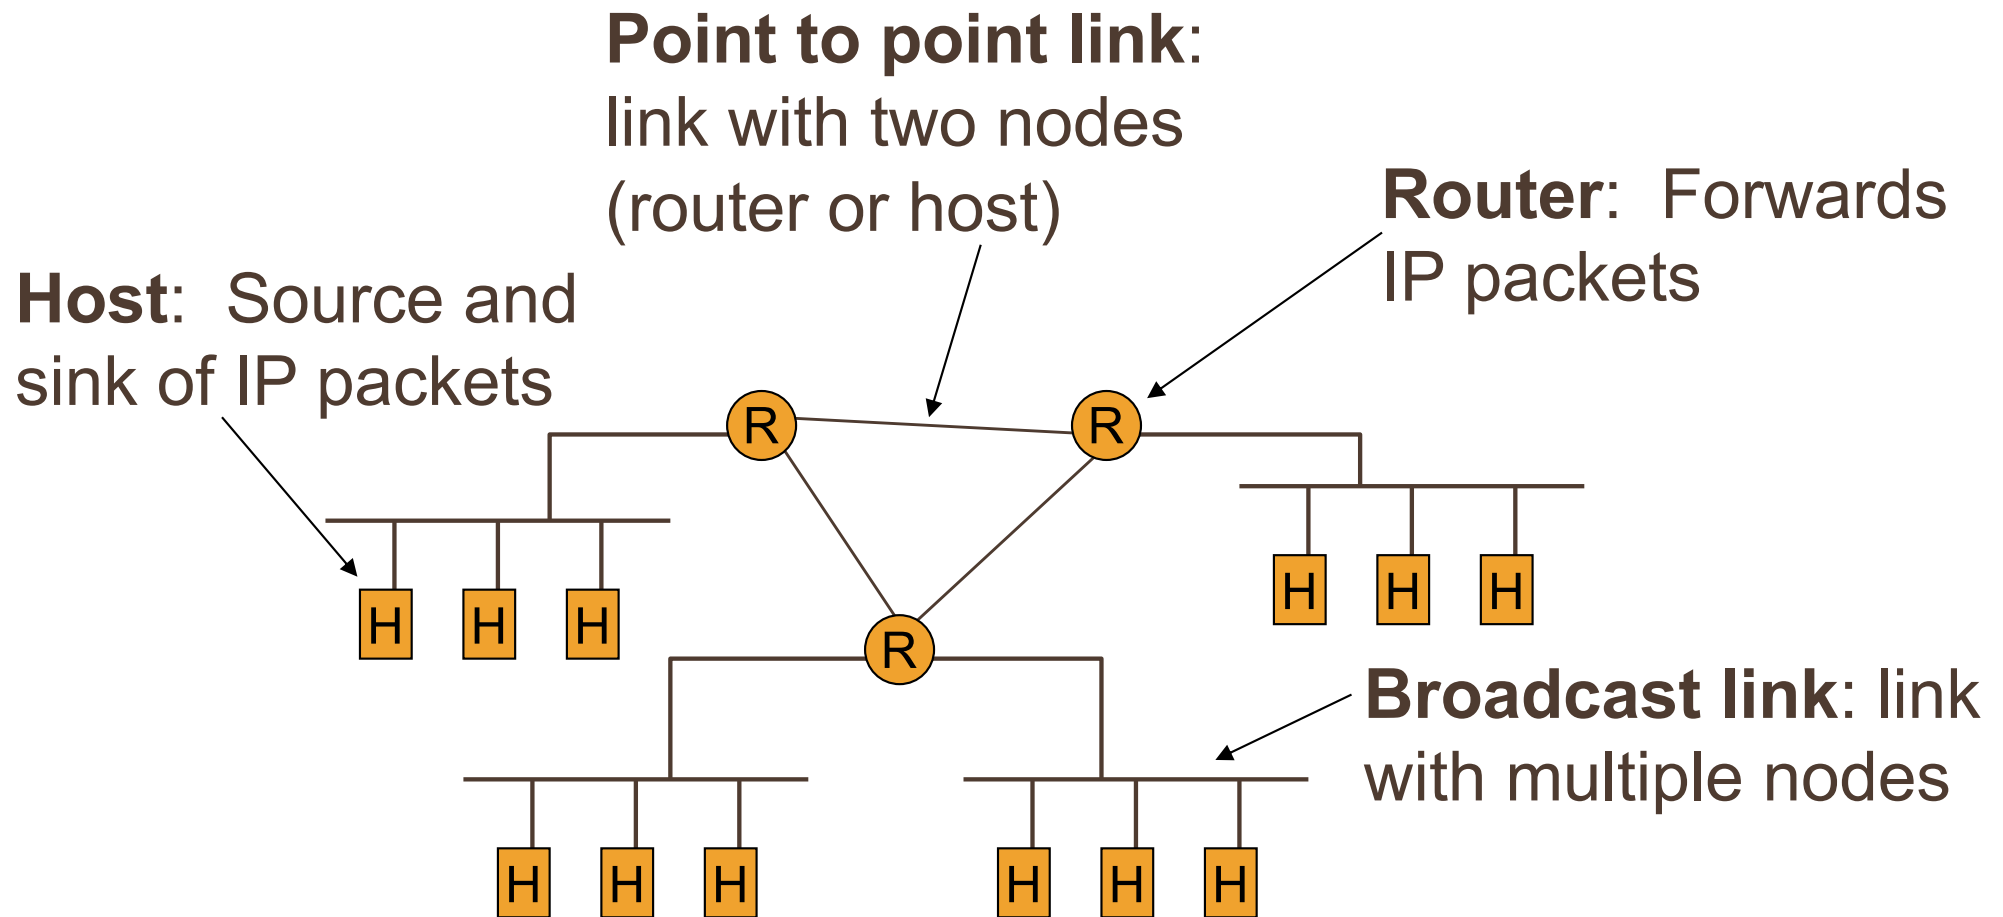 Point to point link:
link with two nodes
(router or host)
Router: Forwards
IP packets
Host: Source and
sink of IP packets
R R
H H H
H H H
R
Broadcast link: link
with multiple nodes
H H H H H H